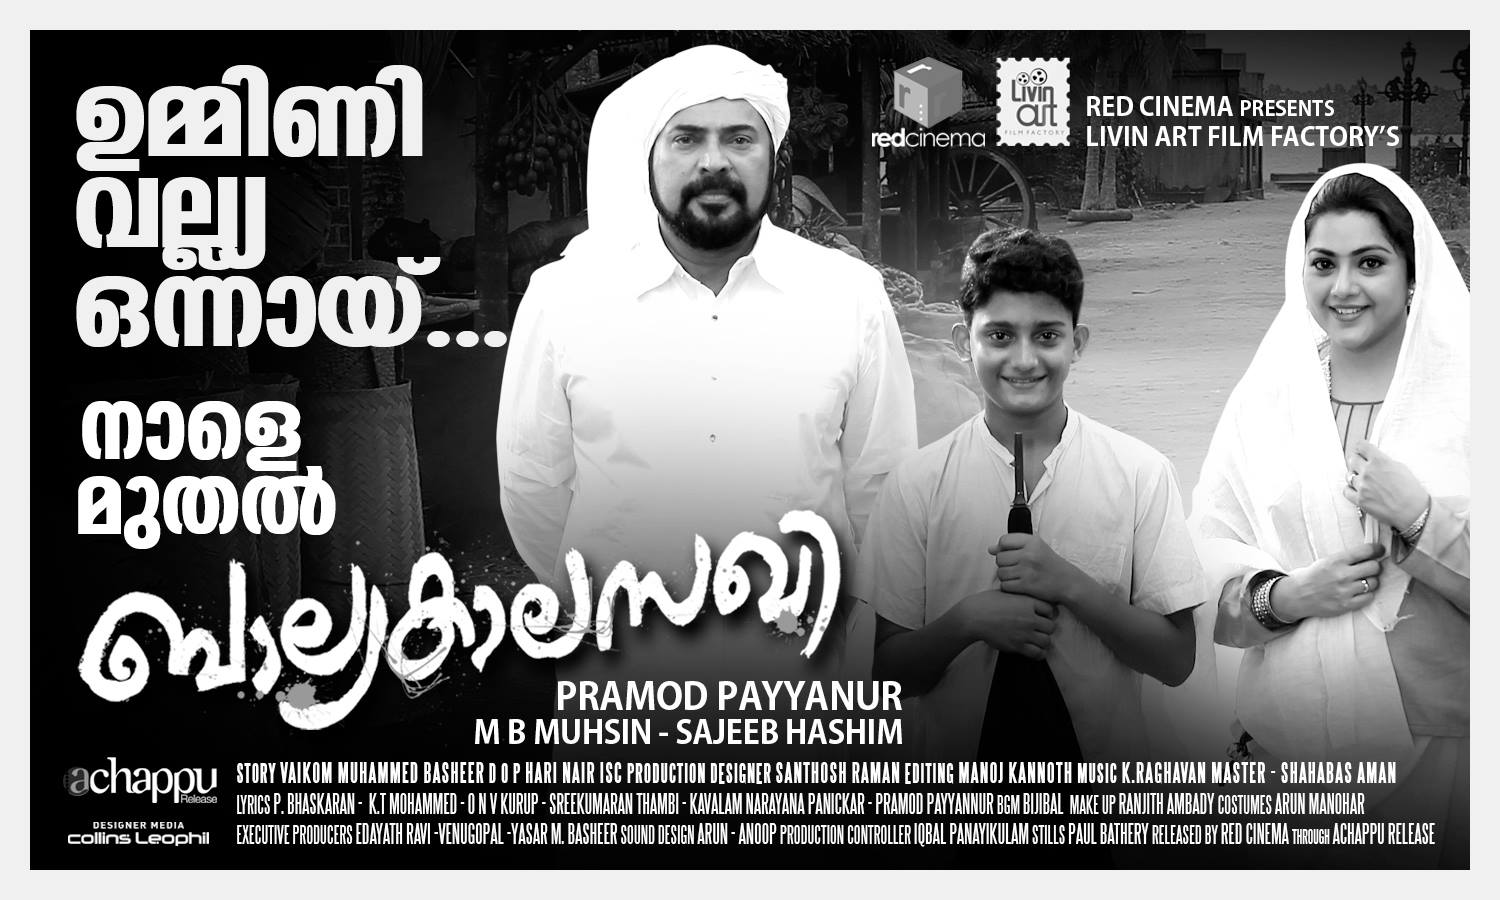 ഉമ്മിണി
വല്ല്യ
ഒന്നായ്...
നാളെ
മുതൽ
ബാല്യകാലസഖി
redcinema
Livin art
FILM FACTORY
RED CINEMA PRESENTS
LIVIN ART FILM FACTORY'S
PRAMOD PAYYANUR
M B MUHSIN - SAJEEB HASHIM
achappu
Release
DESIGNER MEDIA
collins Leophil
STORY VAIKOM MUHAMMED BASHEER D O P HARI NAIR ISC PRODUCTION DESIGNER SANTHOSH RAMAN EDITING MANOJ KANNOTH MUSIC K.RAGHAVAN MASTER - SHAHABAS AMAN
LYRICS P. BHASKARAN - K.T MOHAMMED - O N V KURUP - SREEKUMARAN THAMBI - KAVALAM NARAYANA PANICKAR - PRAMOD PAYYANNUR BGM BIJIBAL MAKE UP RANJITH AMBADY COSTUMES ARUN MANOHAR
EXECUTIVE PRODUCERS EDAYATH RAVI -VENUGOPAL -YASAR M. BASHEER SOUND DESIGN ARUN - ANOOP PRODUCTION CONTROLLER IQBAL PANAYIKULAM STILLS PAUL BATHERY RELEASED BY RED CINEMA THROUGH ACHAPPU RELEASE